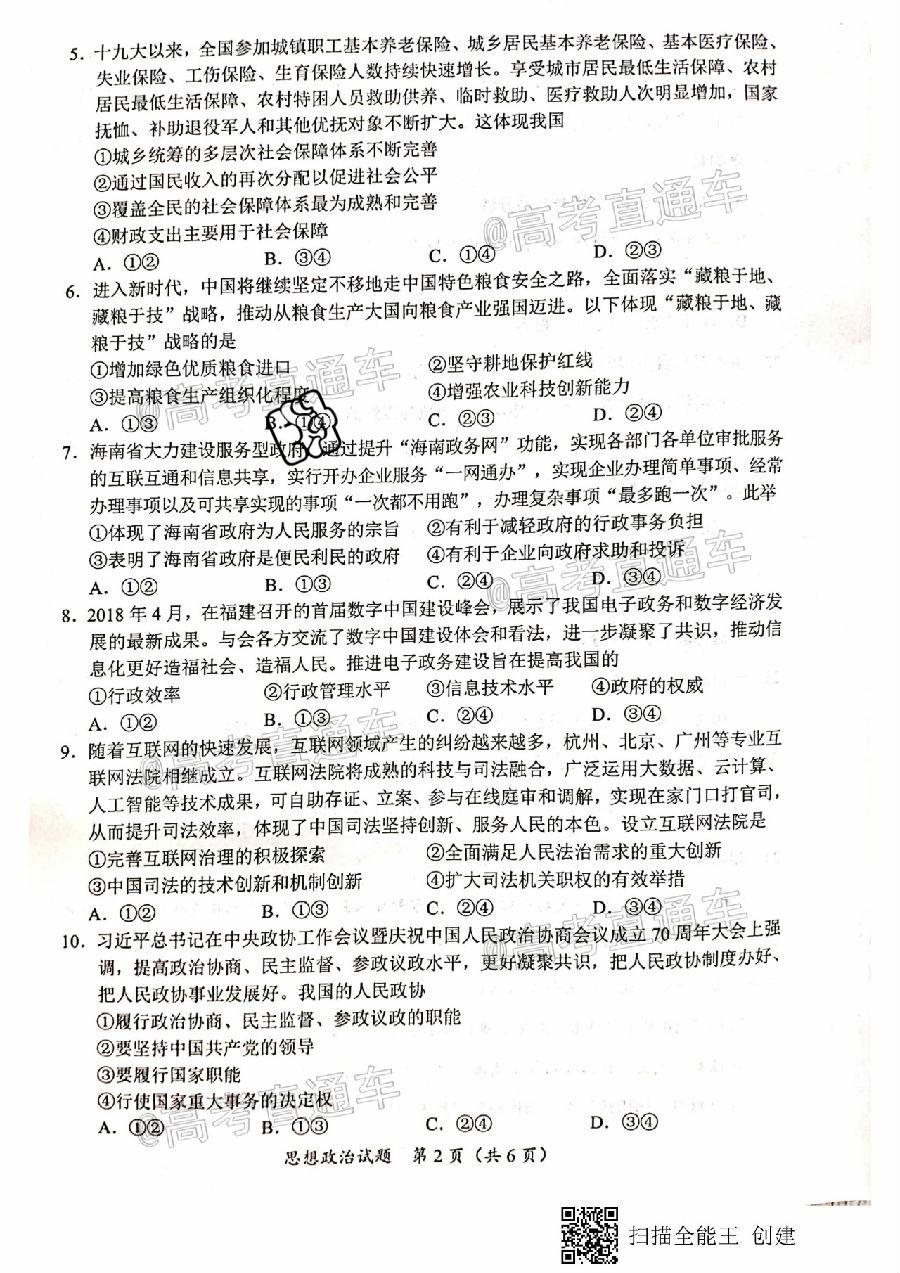 5．十九大以来，全国参加城镇职工基本养老保险、城乡居民基本养老保险、基本医疗保险、
失业保险、工伤保险、生育保险人数持续快速增长。享受城市居民最低生活保障、农村
居民最低生活保障、农村特困人员救助供养、临时救助、医疗救助人次明显增加，国家
抚恤、补助退役军人和其他优抚对象不断扩大。这体现我国
①城乡统筹的多层次社会保障体系不断完善
②通过国民收入的再次分配以促进社会公平
③覆盖全民的社会保障体系最为成熟和完善
④财政支出主要用于社会保障
A．①② B．③④ C．①④ D．②③
6．进入新时代，中国将继续坚定不移地走中国特色粮食安全之路，全面落实“藏粮于地、
藏粮于技”战略，推动从粮食生产大国向粮食产业强国迈进。以下体现“藏粮于地、藏
粮于技”战略的是
①增加绿色优质粮食进口 ②坚守耕地保护红线
③提高粮食生产组织化程度 ④增强农业科技创新能力
A．①③ B．①④ C．②③ D．②④
7．海南省大力建设服务型政府，通过提升“海南政务网”功能，实现各部门各单位审批服务
的互联互通和信息共享，实行开办企业服务“一网通办”，实现企业办理简单事项、经常
办理事项以及可共享实现的事项“一次都不用跑”，办理复杂事项“最多跑一次”。此举
①体现了海南省政府为人民服务的宗旨 ②有利于减轻政府的行政事务负担
③表明了海南省政府是便民利民的政府 ④有利于企业向政府求助和投诉
A．①② B．①③ C．②④ D．③④
8．2018 年 4 月，在福建召开的首届数字中国建设峰会，展示了我国电子政务和数字经济发
展的最新成果。与会各方交流了数字中国建设体会和看法，进一步凝聚了共识，推动信
息化更好造福社会、造福人民。推进电子政务建设旨在提高我国的
①行政效率 ②行政管理水平 ③信息技术水平 ④政府的权威
A．①② B．①③ C．②④ D．③④
9．随着互联网的快速发展，互联网领域产生的纠纷越来越多，杭州、北京、广州等专业互
联网法院相继成立。互联网法院将成熟的科技与司法融合，广泛运用大数据、云计算、
人工智能等技术成果，可自助存证、立案、参与在线庭审和调解，实现在家门口打官司，
从而提升司法效率，体现了中国司法坚持创新、服务人民的本色。设立互联网法院是
①完善互联网治理的积极探索 ②全面满足人民法治需求的重大创新
③中国司法的技术创新和机制创新 ④扩大司法机关职权的有效举措
A．①② B．①③ C．②④ D．③④
10．习近平总书记在中央政协工作会议暨庆祝中国人民政治协商会议成立 70 周年大会上强
调，提高政治协商、民主监督、参政议政水平，更好凝聚共识，把人民政协制度办好、
把人民政协事业发展好。我国的人民政协
①履行政治协商、民主监督、参政议政的职能
②要坚持中国共产党的领导
③要履行国家职能
④行使国家重大事务的决定权
A．①② B．①③ C．②④ D．③④
思想政治试题 第 2 页（共 6 页）
扫描全能王 创建
@高考直通车
@高考直通车
@高考直通车
@高考直通车
@高考直通车
@高考直通车